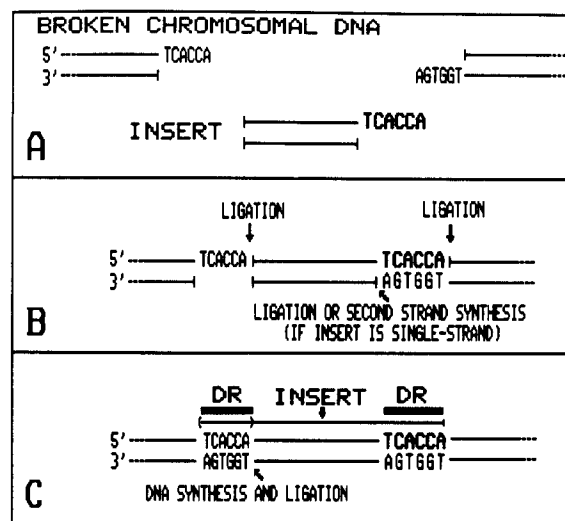 BROKEN CHROMOSOMAL DNA
5' TCACCA
3' AGTGGT
INSERT TCACCA
A
LIGATION LIGATION
5' TCACCA TCACCA
3' AGTGGT
LIGATION OR SECOND STRAND SYNTHESIS
(IF INSERT IS SINGLE-STRAND)
B
DR INSERT DR
5' TCACCA TCACCA
3' AGTGGT AGTGGT
DNA SYNTHESIS AND LIGATION
C